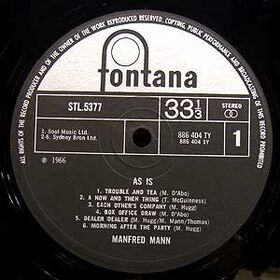 ALL RIGHTS OF THE RECORD PRODUCER AND OF THE OWNER OF THE WORK REPRODUCED RESERVED. COPYING, PUBLIC PERFORMANCE AND BROADCASTING OF THIS RECORD PROHIBITED
fontana
STL.5377
33 1/3
STEREO
1- Soul Music Ltd.
2-6. Sydney Bron Ltd.
886 404 TY
886 404 1Y
1
℗ 1966
AS IS
1. TROUBLE AND TEA (M. D'Abo)
2. A NOW AND THEN THING (T. McGuinness)
3. EACH OTHER'S COMPANY (M. Hugg)
4. BOX OFFICE DRAW (M. D'Abo)
5. DEALER DEALER (M. Hugg/M. Mann/Thomas)
6. MORNING AFTER THE PARTY (M. Hugg)
MANFRED MANN